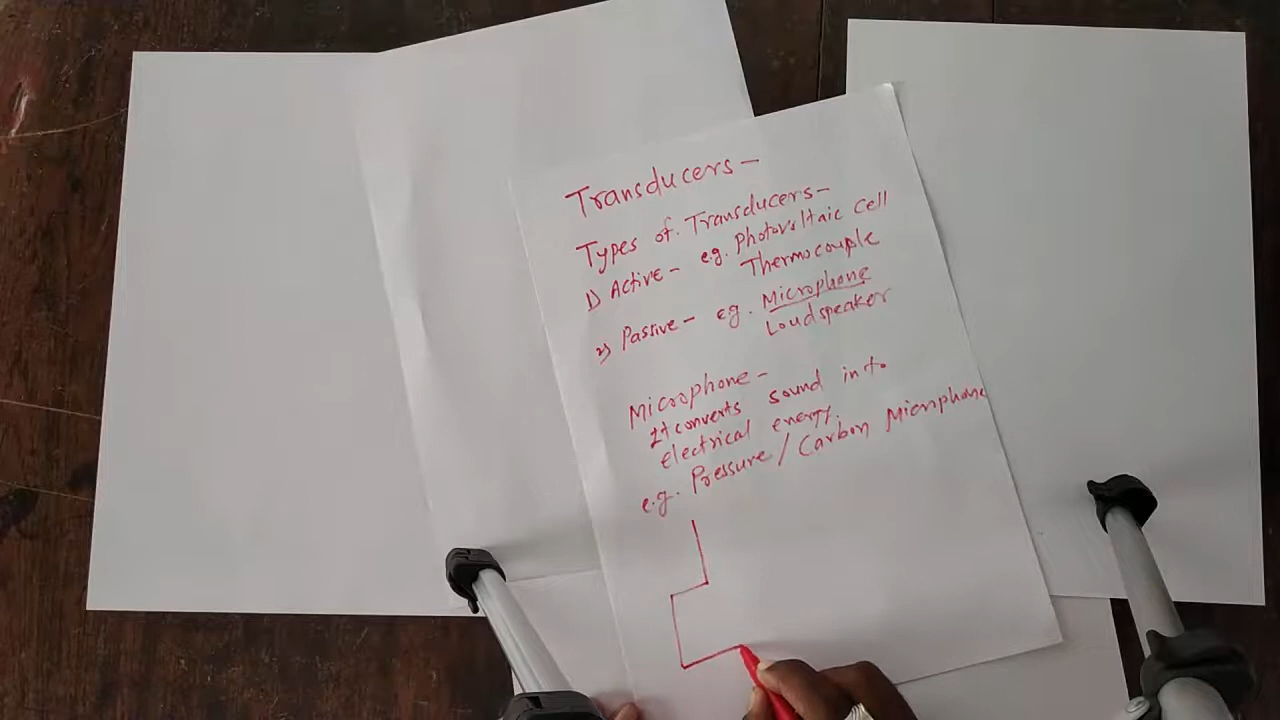 Transducers-
Types of Transducers-
1) Active- e.g. Photovoltaic Cell
Thermocouple
2) Passive- e.g. Microphone
Loudspeaker
Microphone-
It converts sound into
electrical energy.
e.g. Pressure / Carbon Microphone